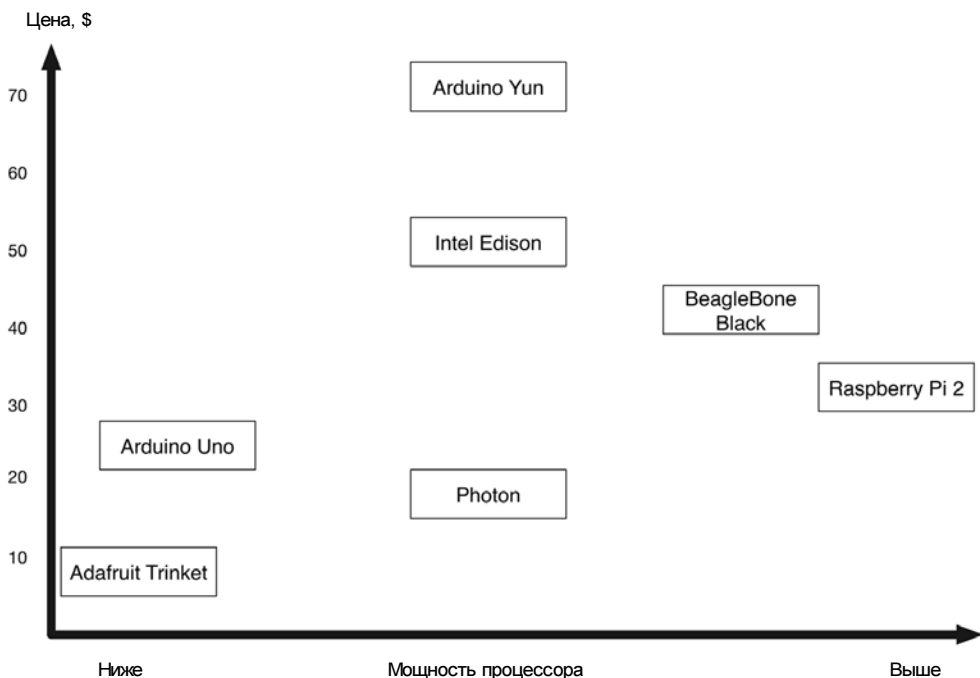 Цена, $
70
Arduino Yun
60
50
Intel Edison
BeagleBone
Black
40
Raspberry Pi 2
30
Arduino Uno
20
Photon
10
Adafruit Trinket
Ниже
Мощность процессора
Выше